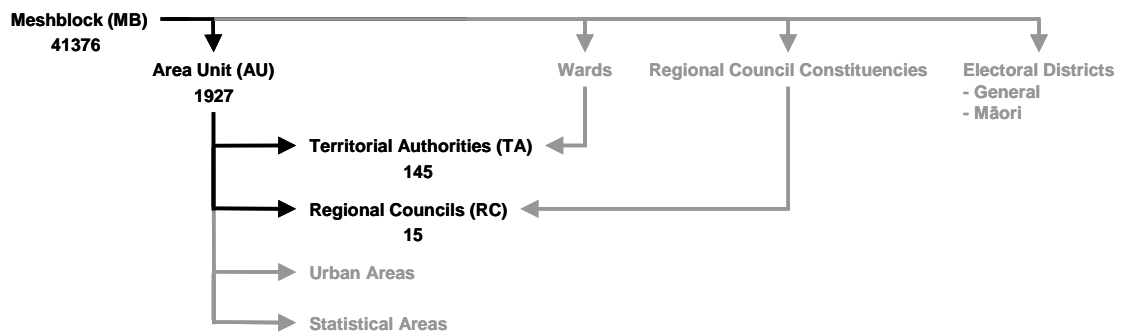 Meshblock (MB)
41376
Area Unit (AU)
1927
Wards
Regional Council Constituencies
Electoral Districts
- General
- Māori
Territorial Authorities (TA)
145
Regional Councils (RC)
15
Urban Areas
Statistical Areas